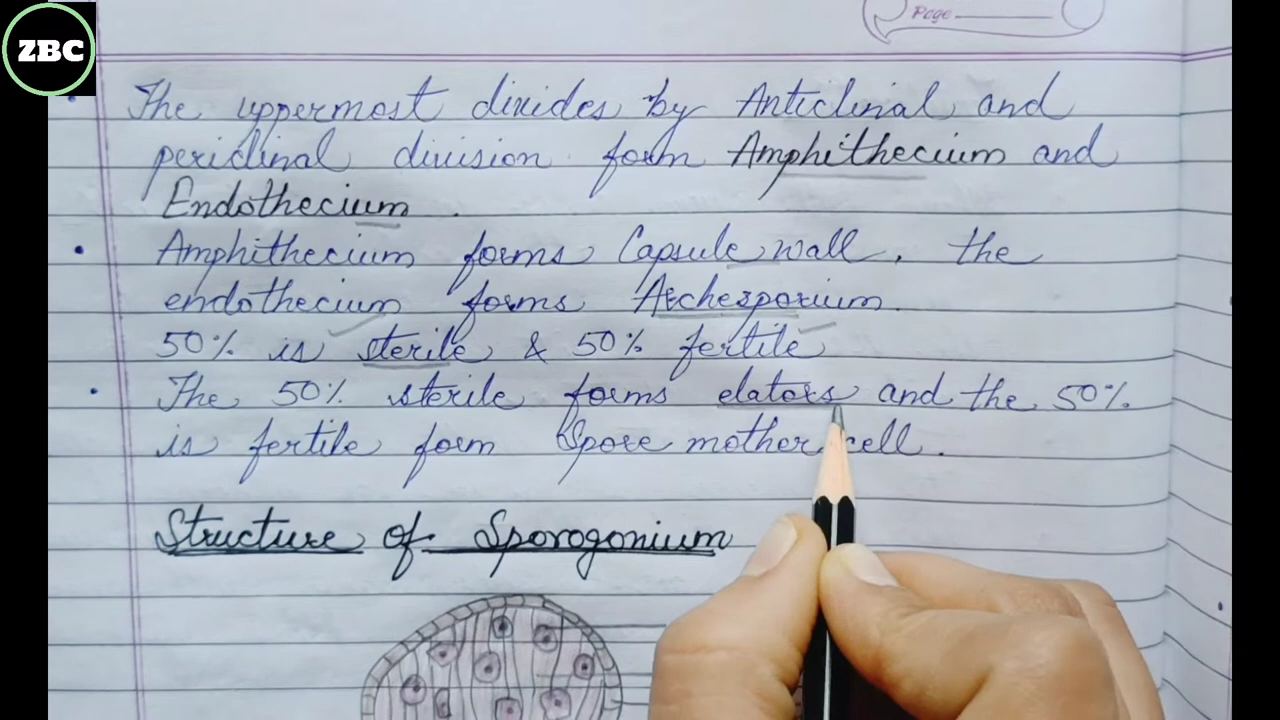 ZBC
Page
The uppermost divides by Anticlinal and
periclinal division form Amphithecium and
Endothecium.
Amphithecium forms Capsule wall, the
endothecium forms Archesporium.
50% is sterile & 50% fertile
The 50% sterile forms elators and the 50%
is fertile form Spore mother cell.
Structure of Sporogonium